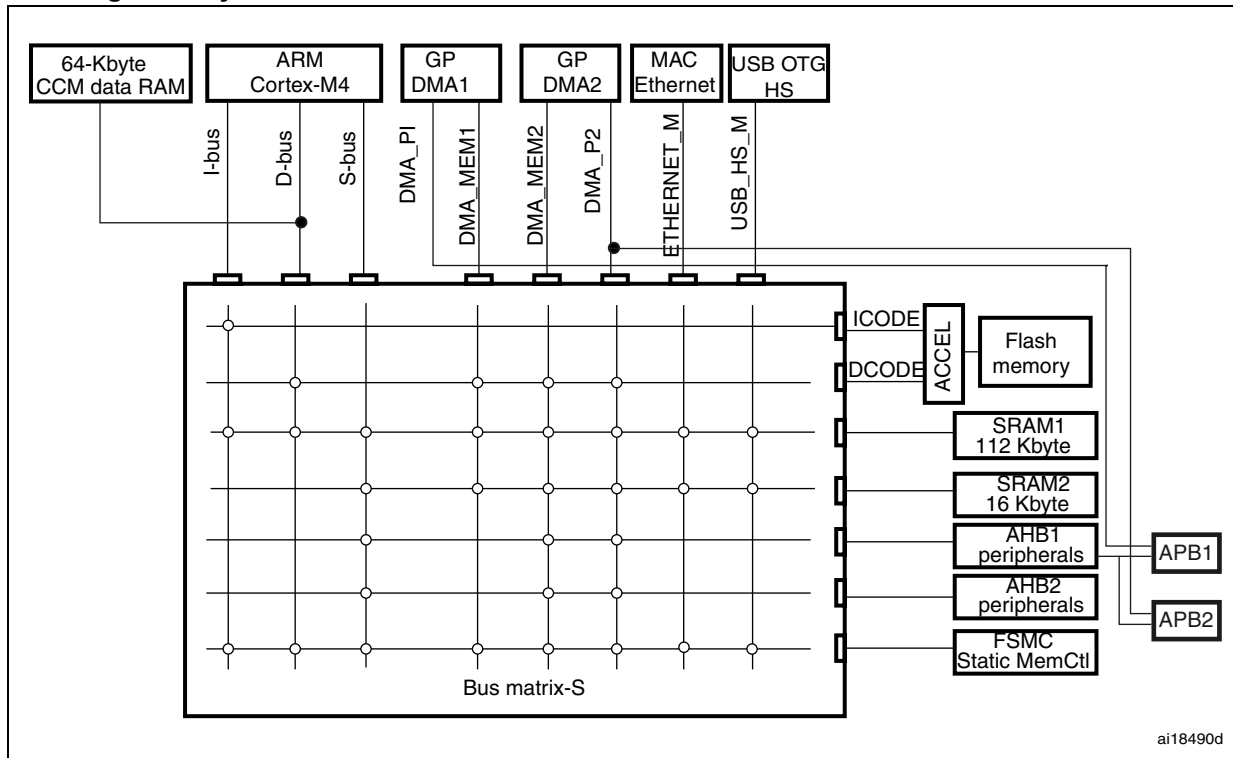 64-Kbyte
CCM data RAM
ARM
Cortex-M4
GP
DMA1
GP
DMA2
MAC
Ethernet
USB OTG
HS
I-bus
D-bus
S-bus
DMA_PI
DMA_MEM1
DMA_MEM2
DMA_P2
ETHERNET_M
USB_HS_M
ICODE
DCODE
ACCEL
Flash
memory
SRAM1
112 Kbyte
SRAM2
16 Kbyte
AHB1
peripherals
AHB2
peripherals
FSMC
Static MemCtl
APB1
APB2
Bus matrix-S
ai18490d